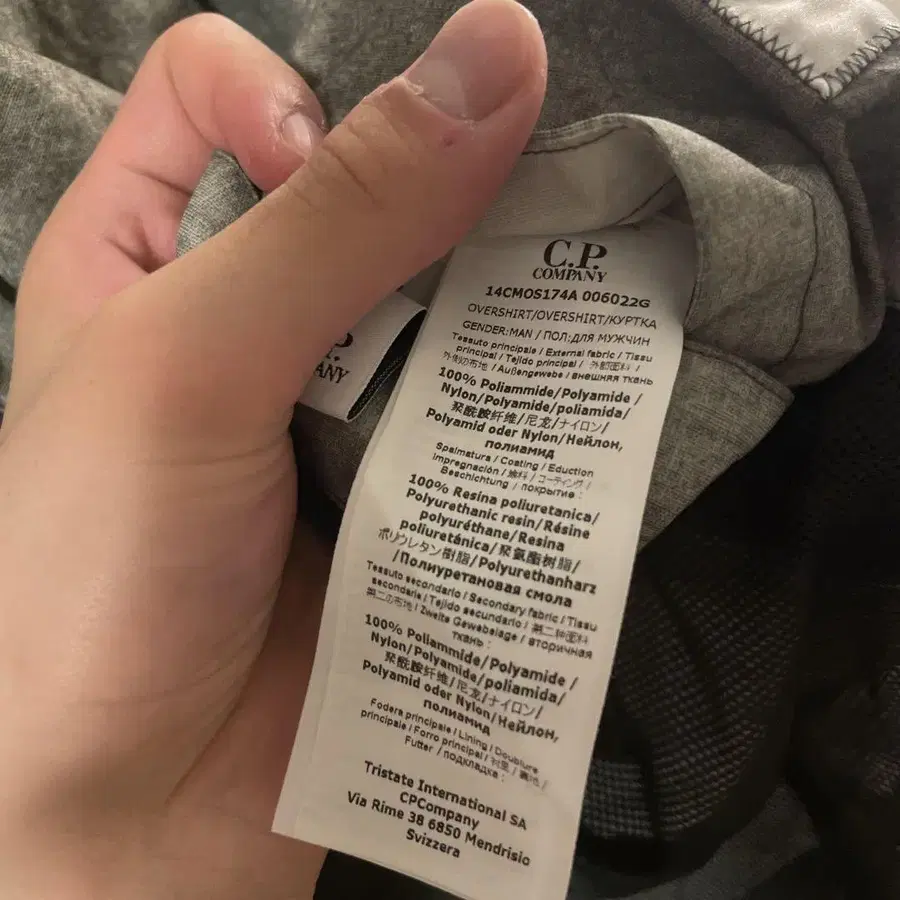 C.P.
COMPANY
14CMOS174A 006022G
OVERSHIRT/OVERSHIRT/КУРТКА
GENDER:MAN / ПОЛ:ДЛЯ МУЖЧИН
Tessuto principale / External fabric / Tissu
principal / Tejido principal / 外部面料 /
外側の布地 / Außengewebe / внешняя ткань
100% Poliammide/Polyamide /
Nylon/Polyamide/poliamida/
聚酰胺纤维/尼龙/ナイロン/
Polyamid oder Nylon/Нейлон,
полиамид
Spalmatura / Coating / Eduction
impregnación / 涂料 / コーティング /
Beschichtung / покрытие :
100% Resina poliuretanica/
Polyurethanic resin/Résine
polyuréthane/Resina
poliuretánica/聚氨酯树脂/
ポリウレタン樹脂/Polyurethanharz
/Полиуретановая смола
Tessuto secondario / Secondary fabric / Tissu
secondaire / Tejido secundario / 第二种面料
第二の布地 / Zweite Gewebelage / вторичная
ткань :
100% Poliammide/Polyamide /
Nylon/Polyamide/poliamida/
聚酰胺纤维/尼龙/ナイロン/
Polyamid oder Nylon/Нейлон,
полиамид
Fodera principale / Lining / Doublure
principale / Forro principal / 衬里 / 裏地 /
Futter / подкладка :
Tristate International SA
CPCompany
Via Rime 38 6850 Mendrisio
Svizzera
P.
ANY